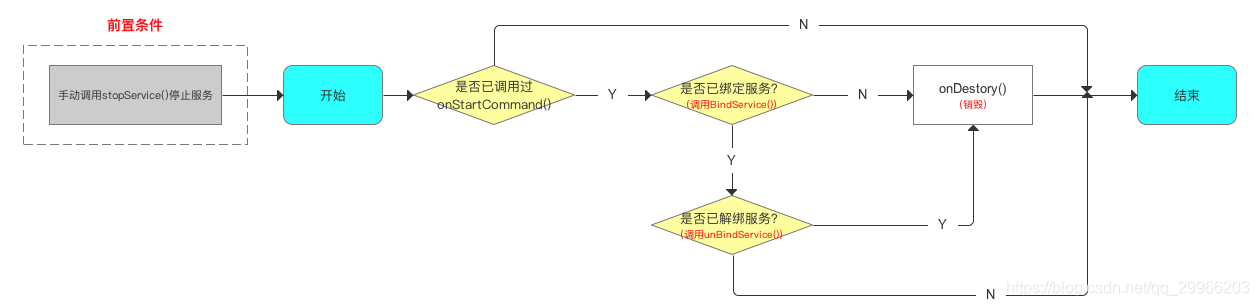 前置条件
手动调用stopService()停止服务
开始
是否已调用过
onStartCommand()
N
Y
是否已绑定服务?
(调用BindService())
N
onDestory()
(销毁)
结束
Y
是否已解绑服务?
(调用unBindService())
Y
N
https://blog.csdn.net/qq_29966203